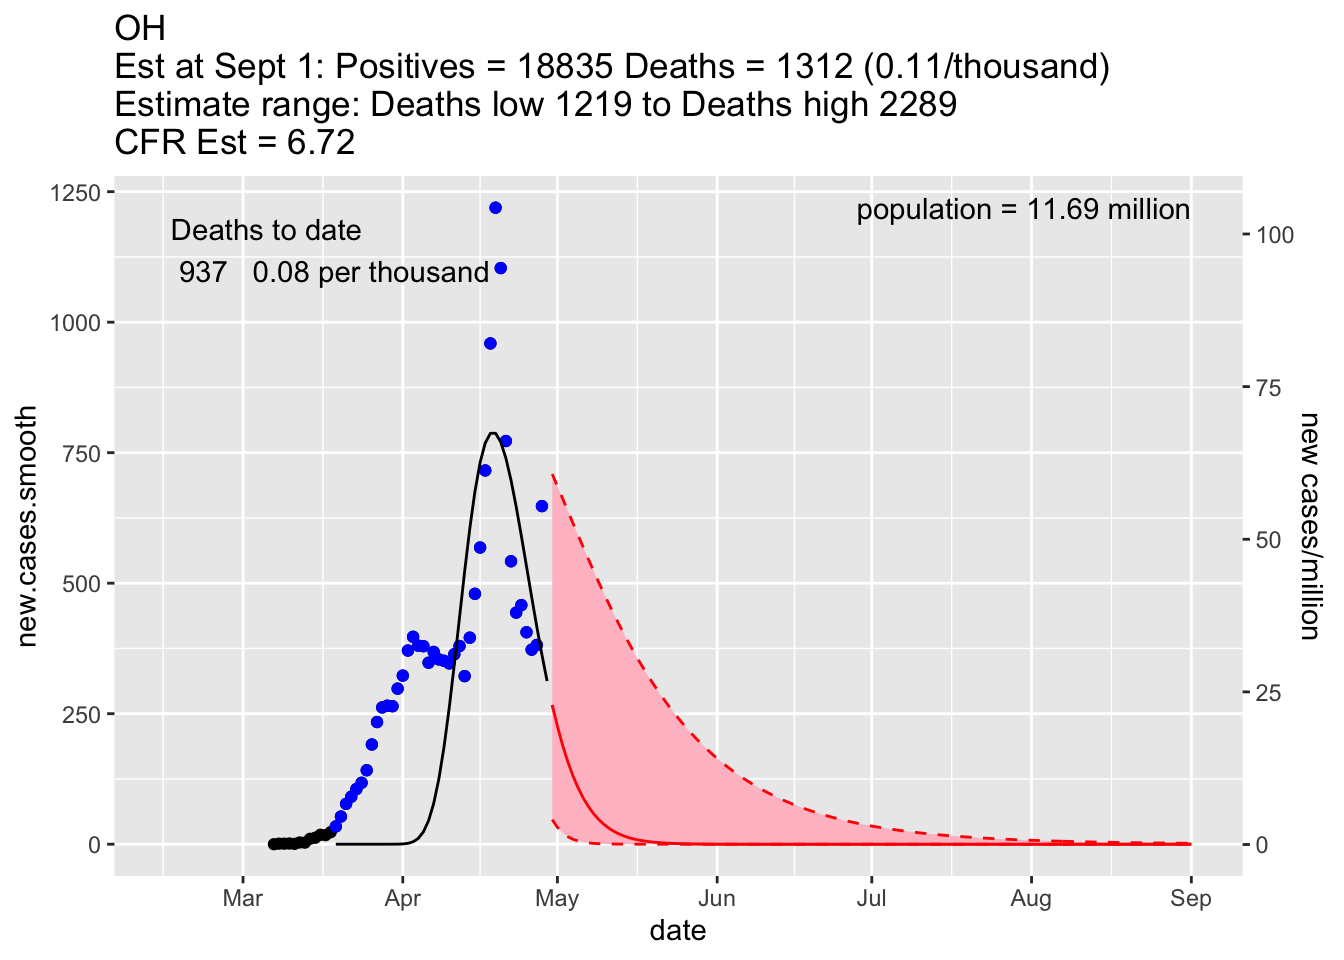 OH
Est at Sept 1: Positives = 18835 Deaths = 1312 (0.11/thousand)
Estimate range: Deaths low 1219 to Deaths high 2289
CFR Est = 6.72
Deaths to date
937 0.08 per thousand
population = 11.69 million
1250
1000
750
500
250
0
new.cases.smooth
100
75
50
25
0
new cases/million
Mar Apr May Jun Jul Aug Sep
date